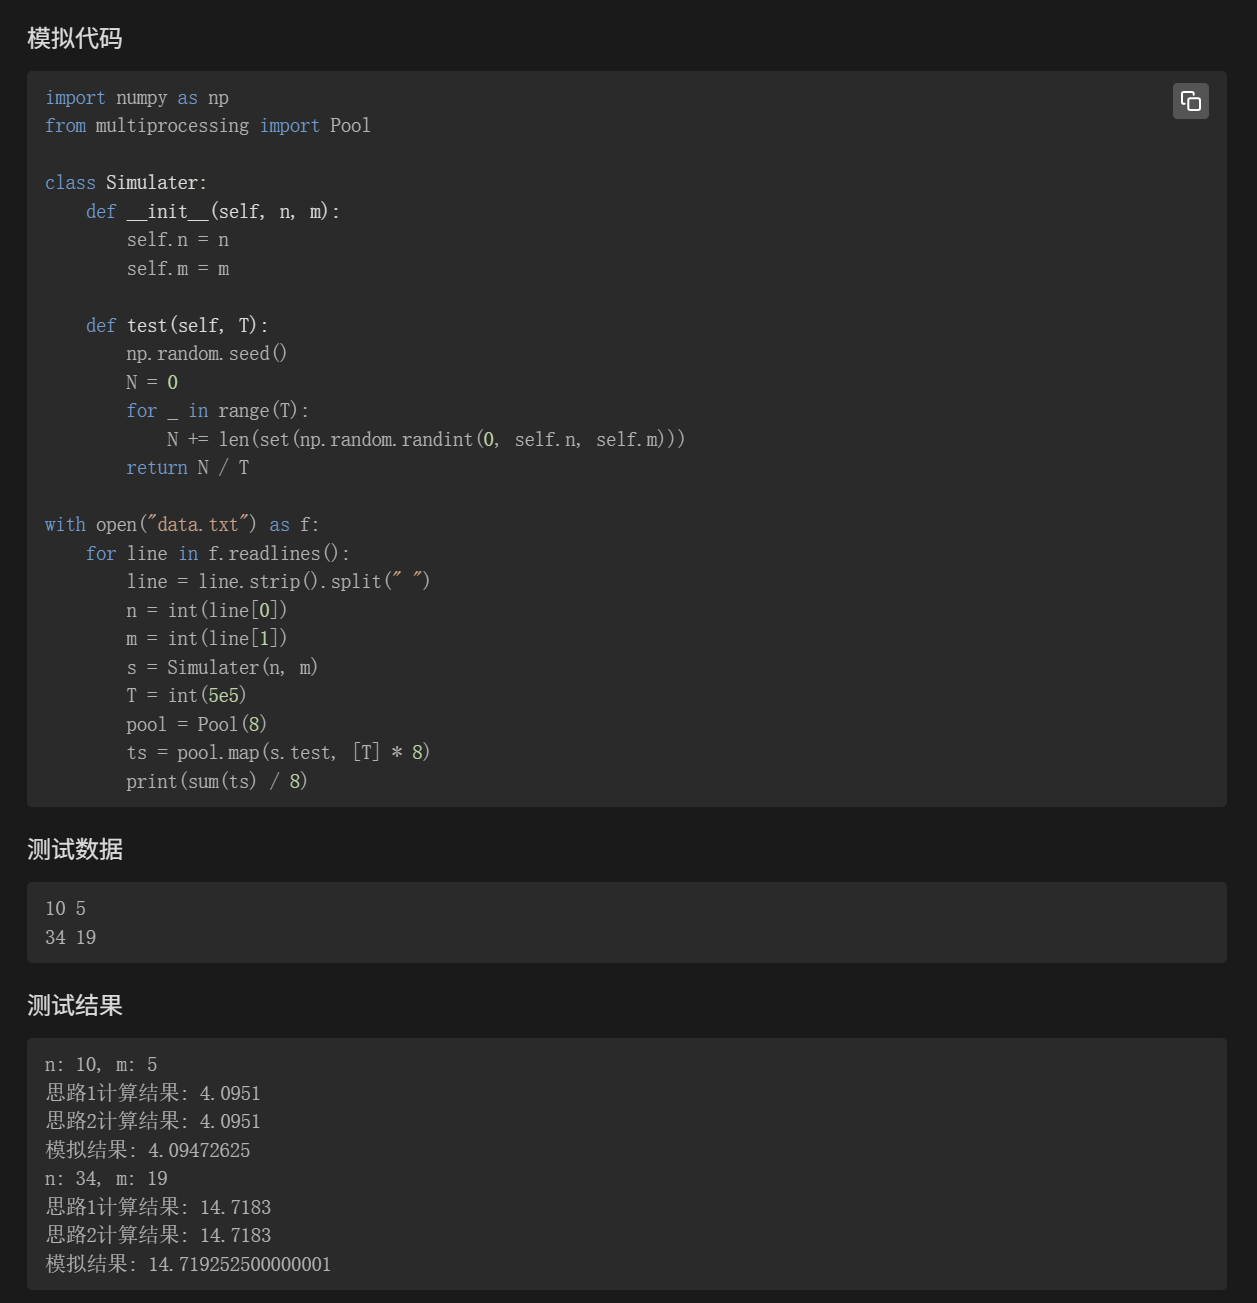 模拟代码
import numpy as np
from multiprocessing import Pool
class Simulater:
    def __init__(self, n, m):
        self.n = n
        self.m = m
    def test(self, T):
        np.random.seed()
        N = 0
        for _ in range(T):
            N += len(set(np.random.randint(0, self.n, self.m)))
        return N / T
with open("data.txt") as f:
    for line in f.readlines():
        line = line.strip().split(" ")
        n = int(line[0])
        m = int(line[1])
        s = Simulater(n, m)
        T = int(5e5)
        pool = Pool(8)
        ts = pool.map(s.test, [T] * 8)
        print(sum(ts) / 8)
测试数据
10 5
34 19
测试结果
n: 10, m: 5
思路1计算结果: 4.0951
思路2计算结果: 4.0951
模拟结果: 4.09472625
n: 34, m: 19
思路1计算结果: 14.7183
思路2计算结果: 14.7183
模拟结果: 14.719252500000001